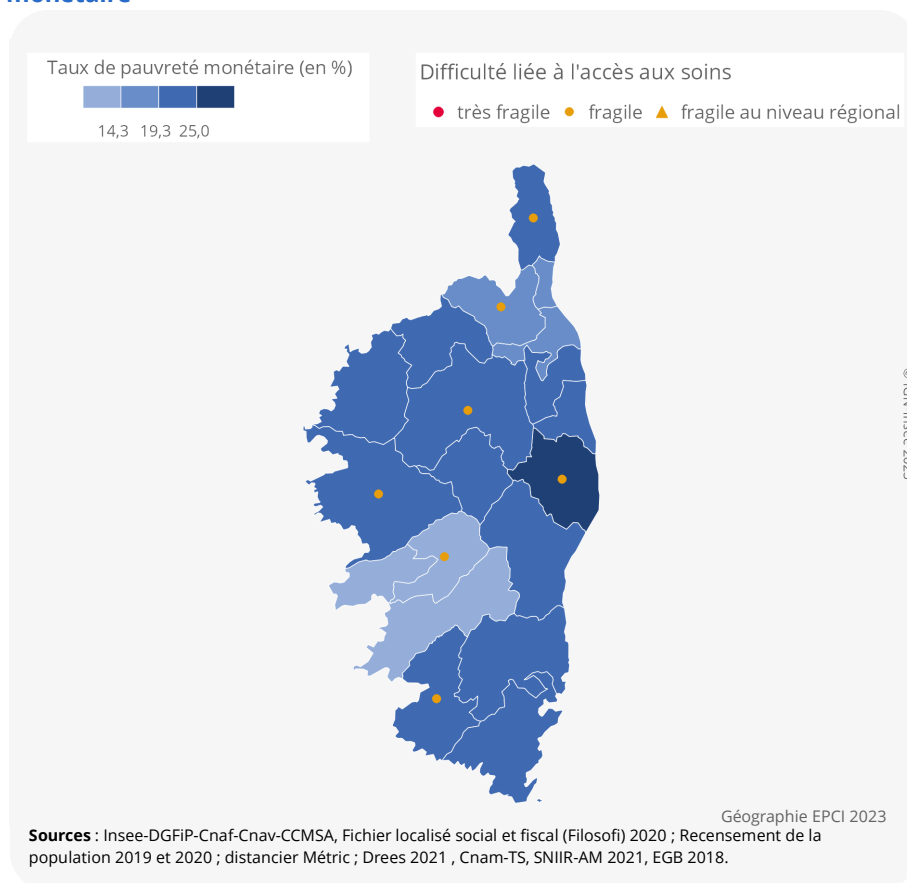 monétaire
Taux de pauvreté monétaire (en %)
14,3 19,3 25,0
Difficulté liée à l'accès aux soins
très fragile fragile fragile au niveau régional
Géographie EPCI 2023
Sources : Insee-DGFiP-Cnaf-Cnav-CCMSA, Fichier localisé social et fiscal (Filosofi) 2020 ; Recensement de la
population 2019 et 2020 ; distancier Métric ; Drees 2021 , Cnam-TS, SNIIR-AM 2021, EGB 2018.